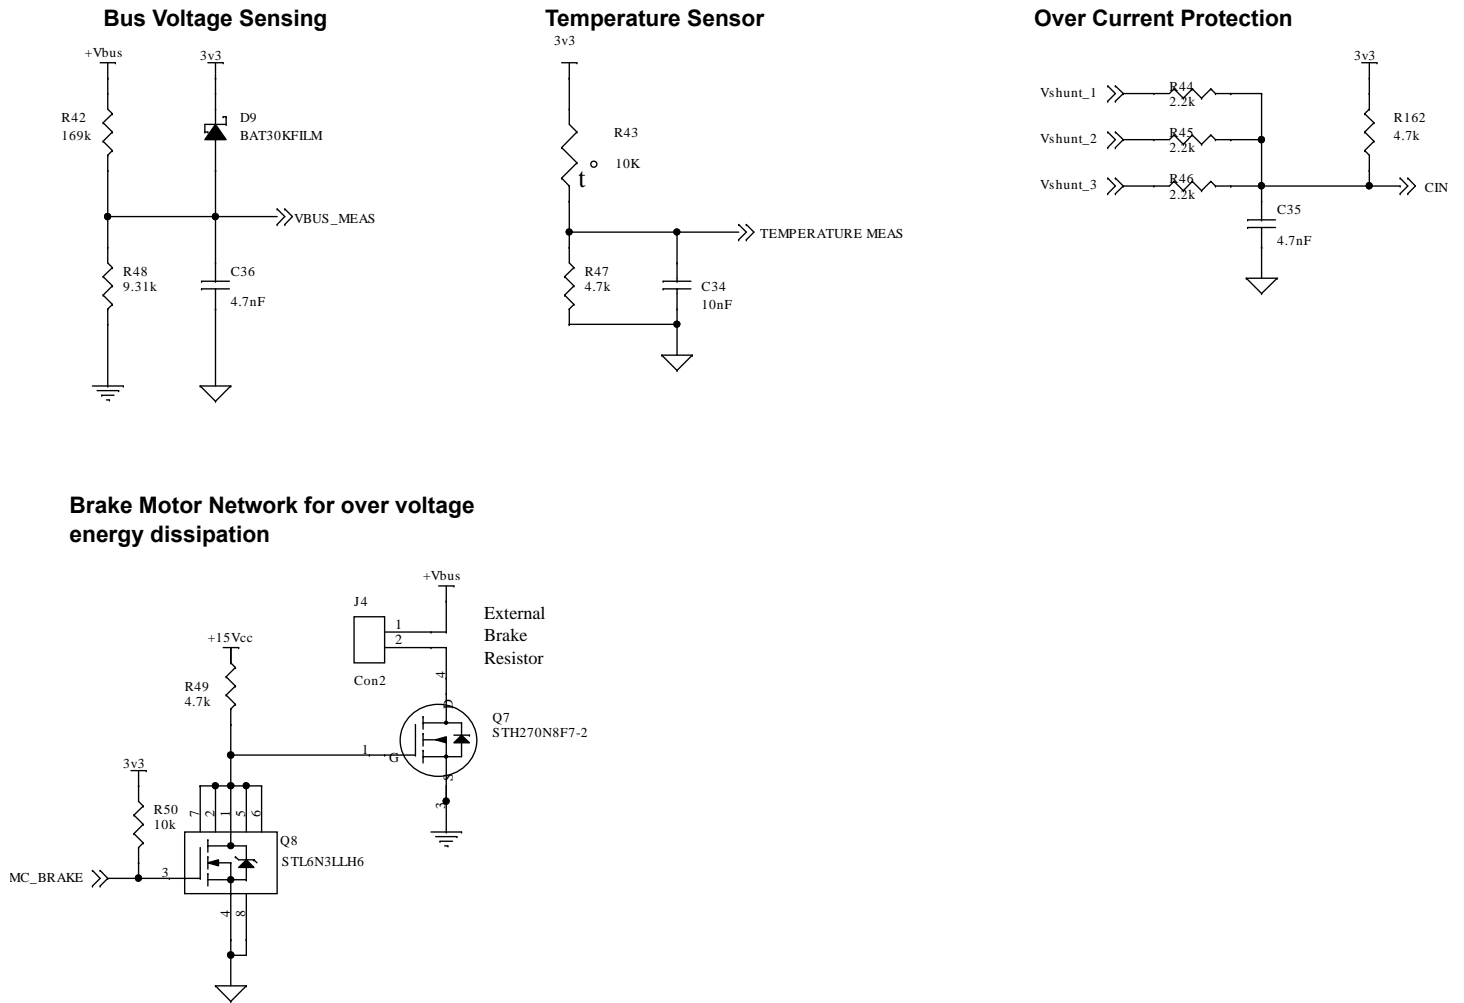 Bus Voltage Sensing
+Vbus
3v3
R42
169k
D9
BAT30KFILM
VBUS_MEAS
R48
9.31k
C36
4.7nF
Temperature Sensor
3v3
R43
10K
t°
TEMPERATURE MEAS
R47
4.7k
C34
10nF
Over Current Protection
3v3
Vshunt_1
R44
2.2k
R162
4.7k
Vshunt_2
R45
2.2k
Vshunt_3
R46
2.2k
CIN
C35
4.7nF
Brake Motor Network for over voltage
energy dissipation
+Vbus
J4
1
2
Con2
External
Brake
Resistor
+15Vcc
R49
4.7k
4
D
Q7
STH270N8F7-2
1
G
S
3
3v3
R50
10k
7
2
1
5
6
Q8
STL6N3LLH6
MC_BRAKE
3
4
8